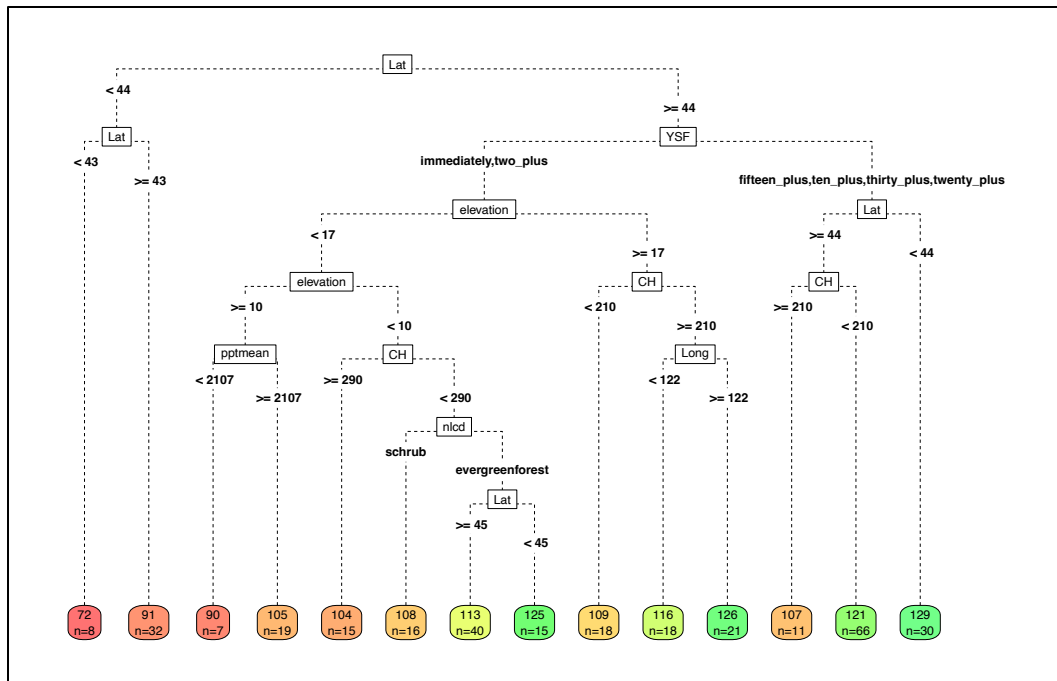 Lat
< 44
>= 44
Lat
YSF
< 43
>= 43
immediately,two_plus
fifteen_plus,ten_plus,thirty_plus,twenty_plus
elevation
Lat
< 17
>= 17
>= 44
< 44
elevation
CH
CH
>= 10
< 10
< 210
>= 210
>= 210
< 210
pptmean
CH
Long
< 2107
>= 2107
>= 290
< 290
< 122
>= 122
nlcd
schrub
evergreenforest
Lat
>= 45
< 45
72
n=8
91
n=32
90
n=7
105
n=19
104
n=15
108
n=16
113
n=40
125
n=15
109
n=18
116
n=18
126
n=21
107
n=11
121
n=66
129
n=30